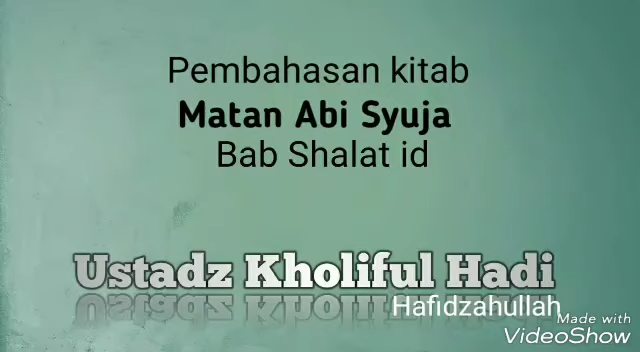 Pembahasan kitab
Matan Abi Syuja
Bab Shalat id
Ustadz Kholiful Hadi
Hafidzahullah
Made with
VideoShow